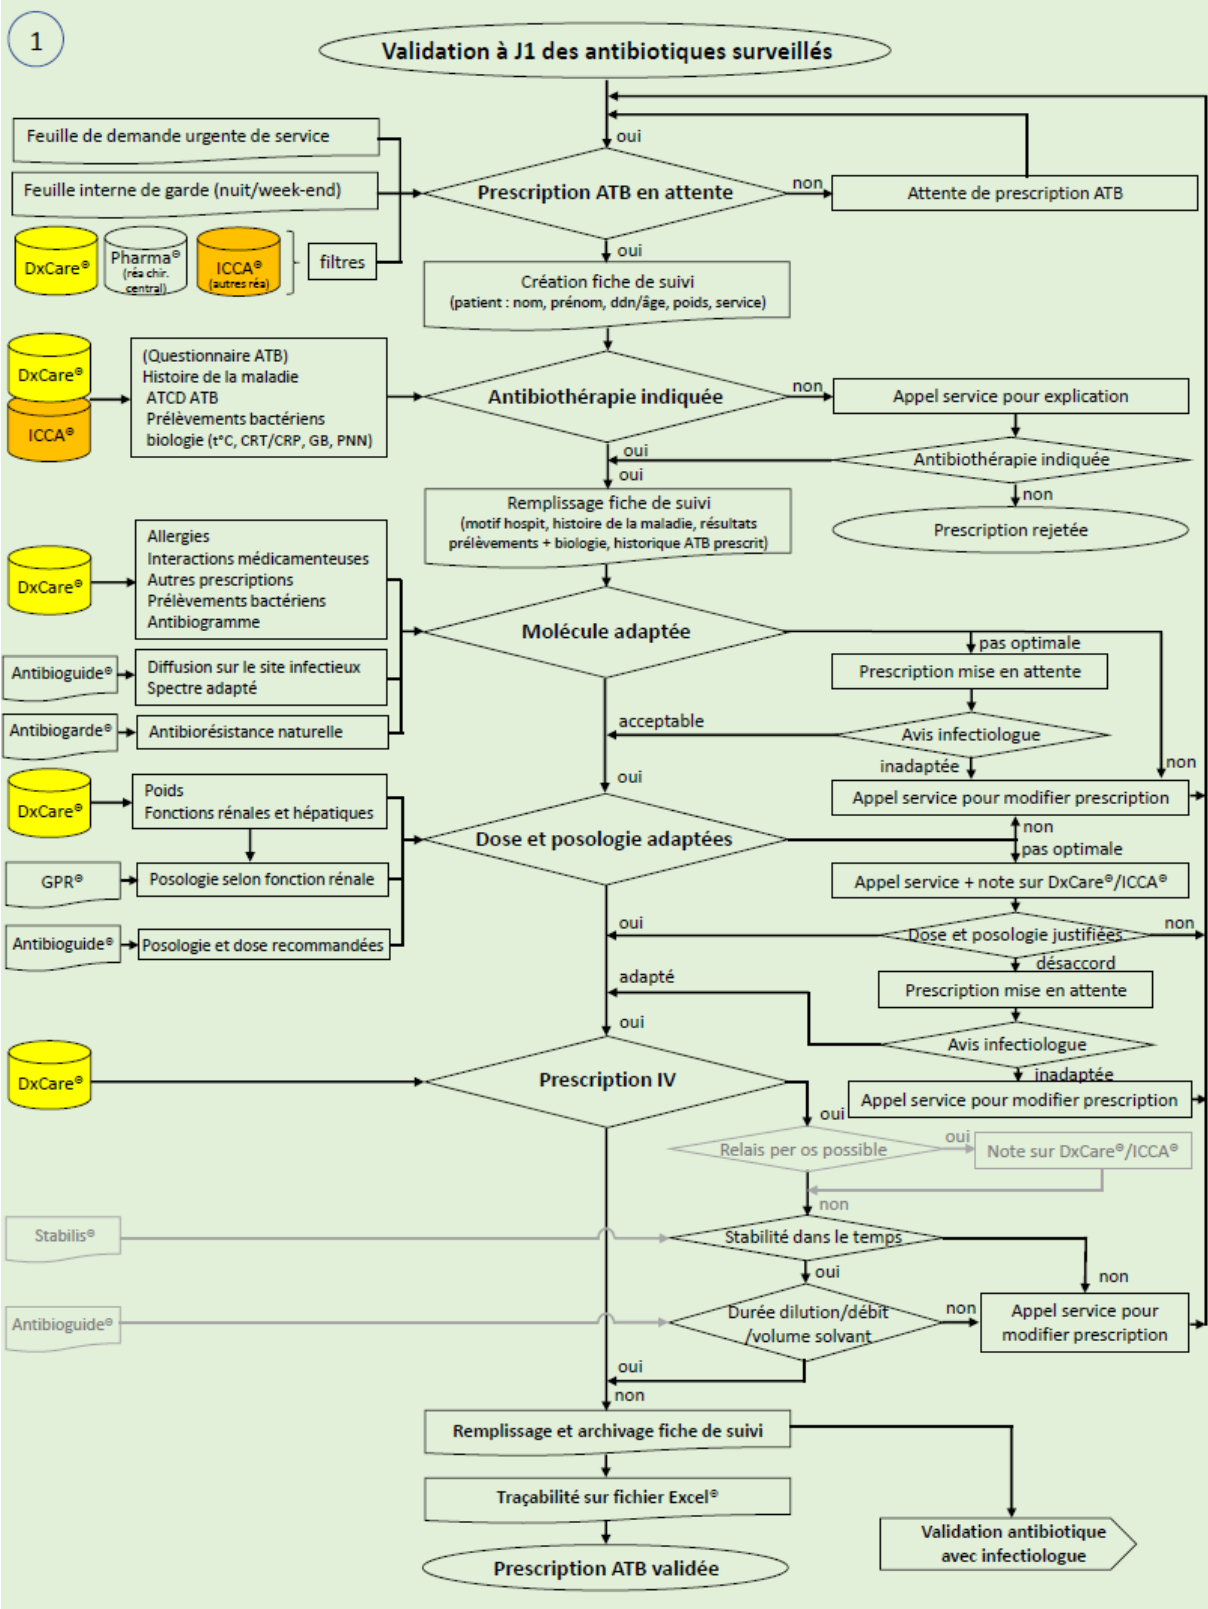 1
Validation à J1 des antibiotiques surveillés
oui
Feuille de demande urgente de service
Feuille interne de garde (nuit/week-end)
Prescription ATB en attente
non
Attente de prescription ATB
DxCare®
Pharma®
(réa chir.
central)
ICCA®
(autres réa)
filtres
oui
Création fiche de suivi
(patient : nom, prénom, ddn/âge, poids, service)
DxCare®
ICCA®
(Questionnaire ATB)
Histoire de la maladie
ATCD ATB
Prélèvements bactériens
biologie (t°C, CRT/CRP, GB, PNN)
Antibiothérapie indiquée
non
Appel service pour explication
oui
Antibiothérapie indiquée
oui
non
Prescription rejetée
Remplissage fiche de suivi
(motif hospit, histoire de la maladie, résultats
prélèvements + biologie, historique ATB prescrit)
DxCare®
Allergies
Interactions médicamenteuses
Autres prescriptions
Prélèvements bactériens
Antibiogramme
Molécule adaptée
pas optimale
Antibioguide®
Diffusion sur le site infectieux
Spectre adapté
Prescription mise en attente
Antibiogarde®
Antibiorésistance naturelle
acceptable
Avis infectiologue
inadaptée
non
oui
Appel service pour modifier prescription
DxCare®
Poids
Fonctions rénales et hépatiques
Dose et posologie adaptées
non
pas optimale
GPR®
Posologie selon fonction rénale
Appel service + note sur DxCare®/ICCA®
Antibioguide®
Posologie et dose recommandées
oui
Dose et posologie justifiées
non
désaccord
adapté
Prescription mise en attente
oui
Avis infectiologue
inadaptée
DxCare®
Prescription IV
Appel service pour modifier prescription
oui
Relais per os possible
oui
Note sur DxCare®/ICCA®
non
Stabilis®
Stabilité dans le temps
oui
non
Antibioguide®
Durée dilution/débit
/volume solvant
non
Appel service pour
modifier prescription
oui
non
Remplissage et archivage fiche de suivi
Traçabilité sur fichier Excel®
Validation antibiotique
avec infectiologue
Prescription ATB validée